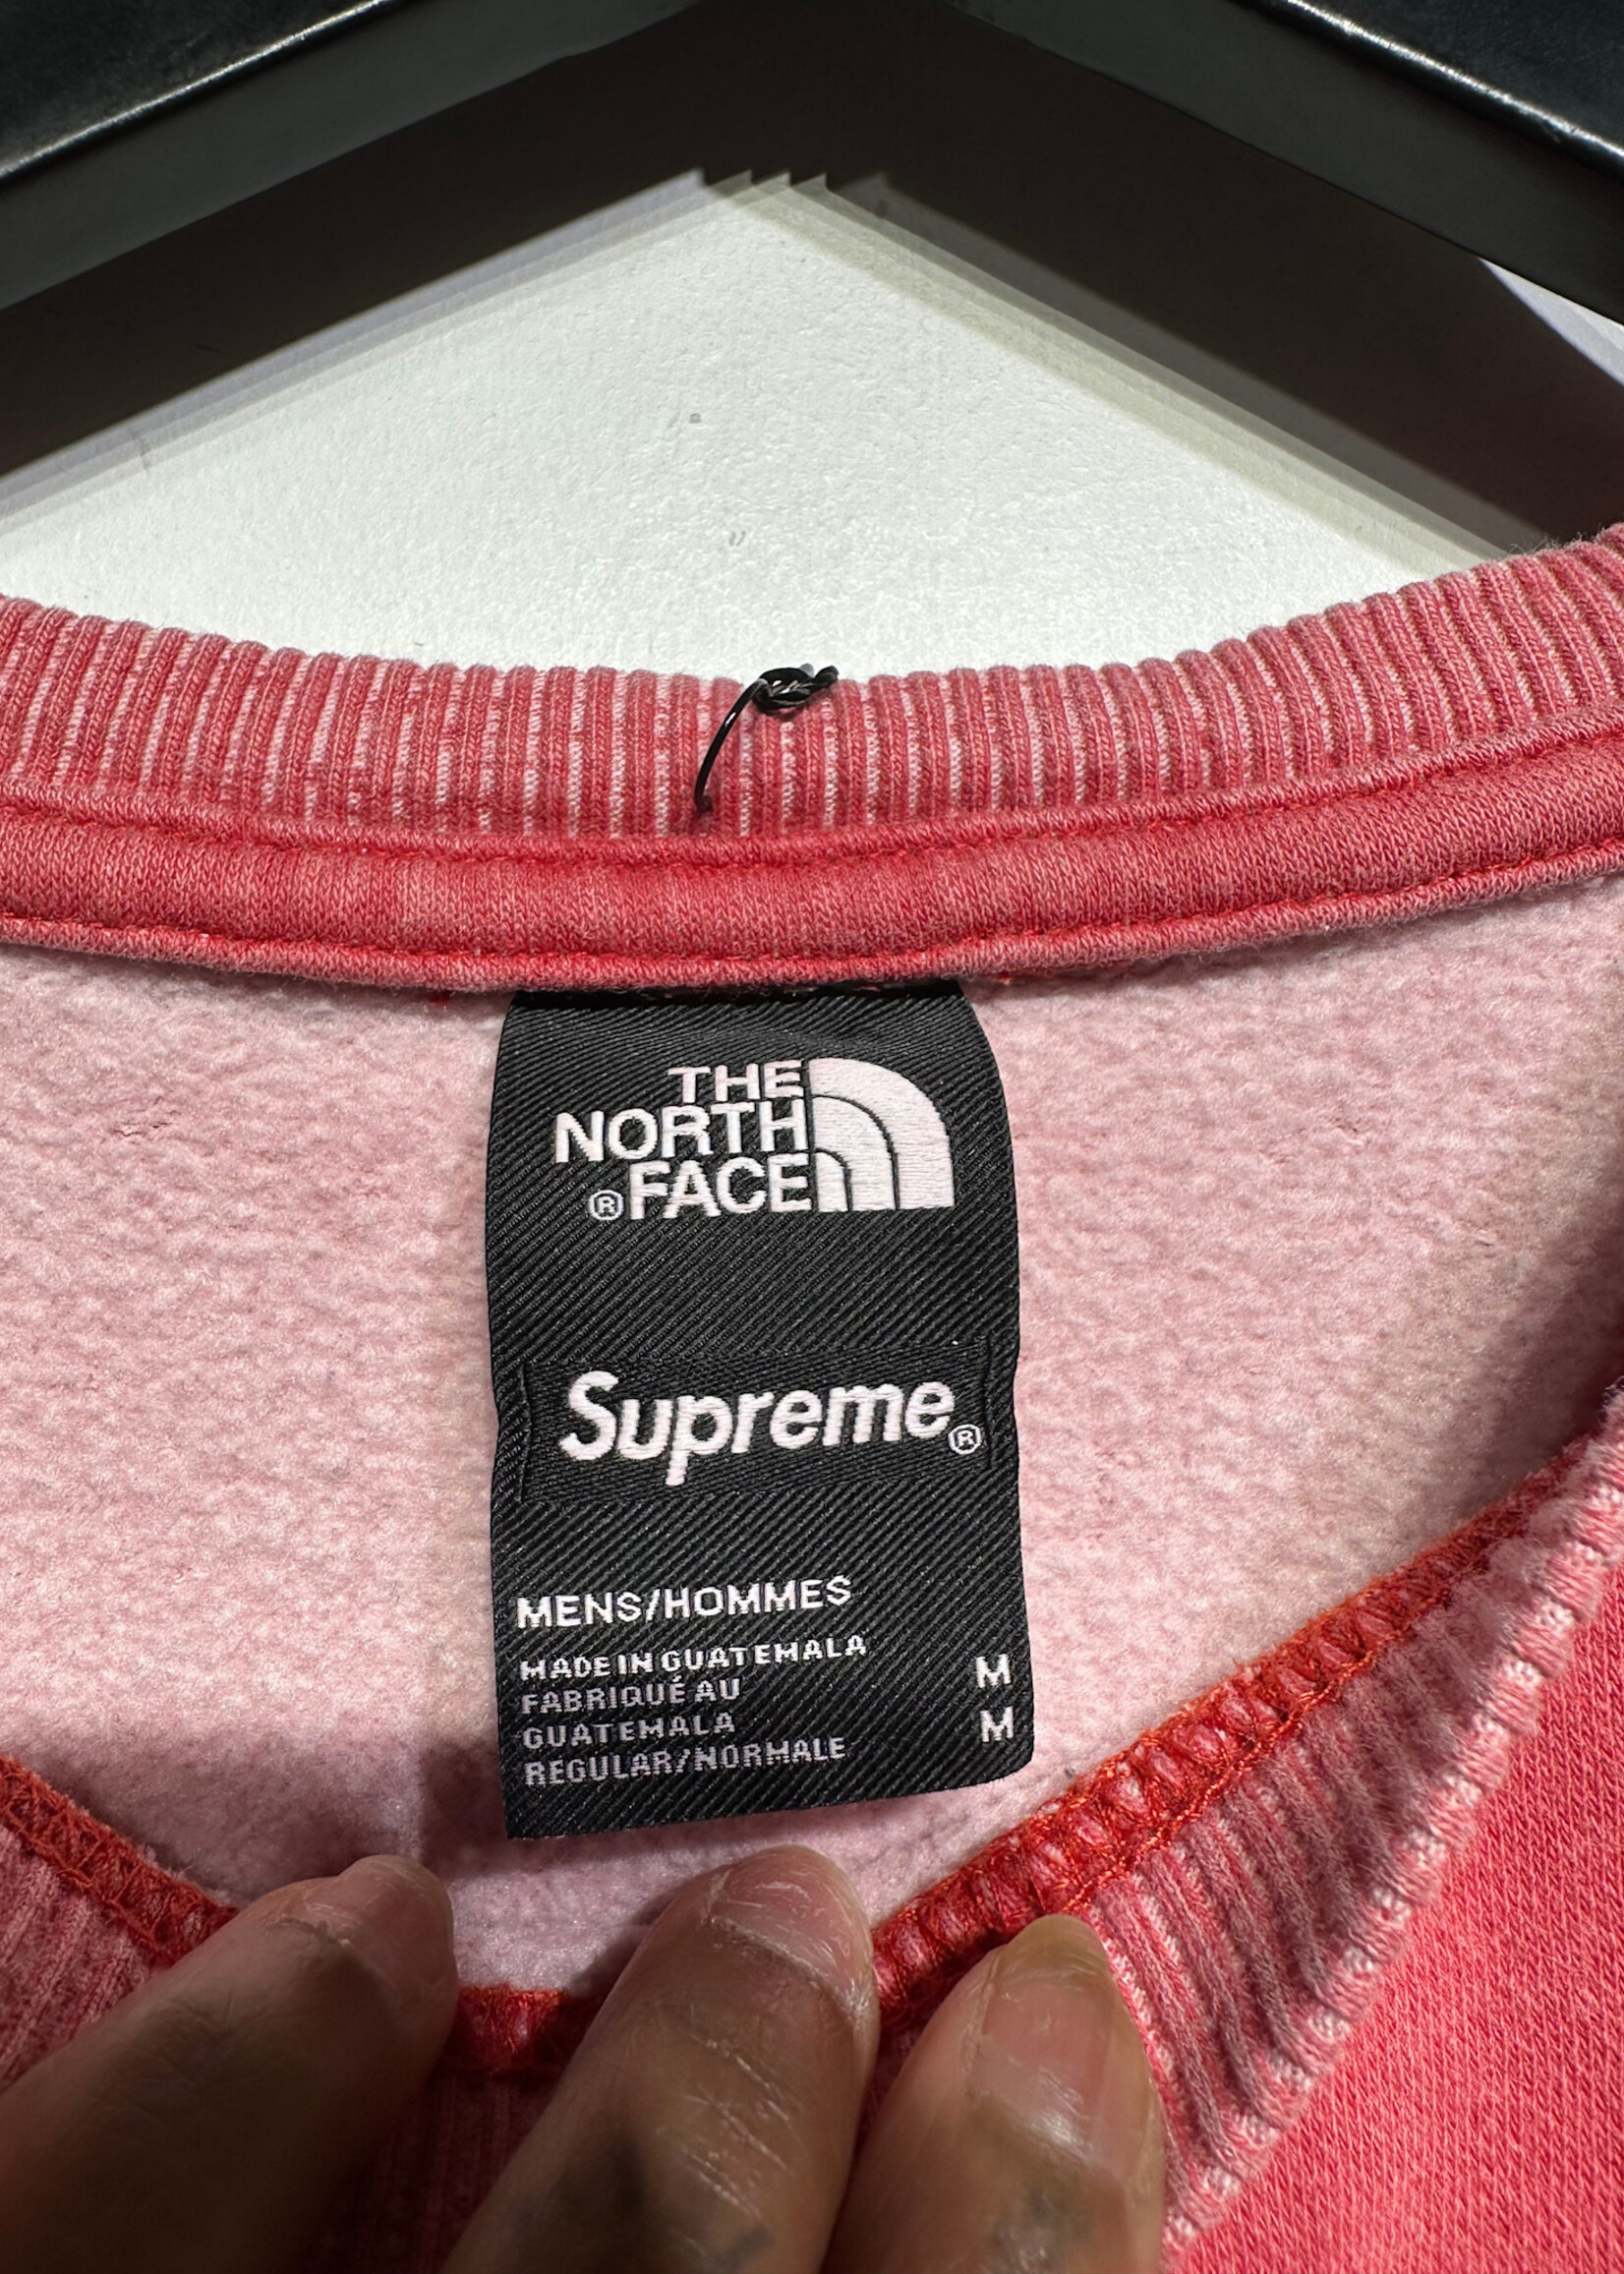 THE
NORTH
®FACE
Supreme®
MENS/HOMMES
MADE IN GUATEMALA M
FABRIQUÉ AU
GUATEMALA M
REGULAR/NORMALE